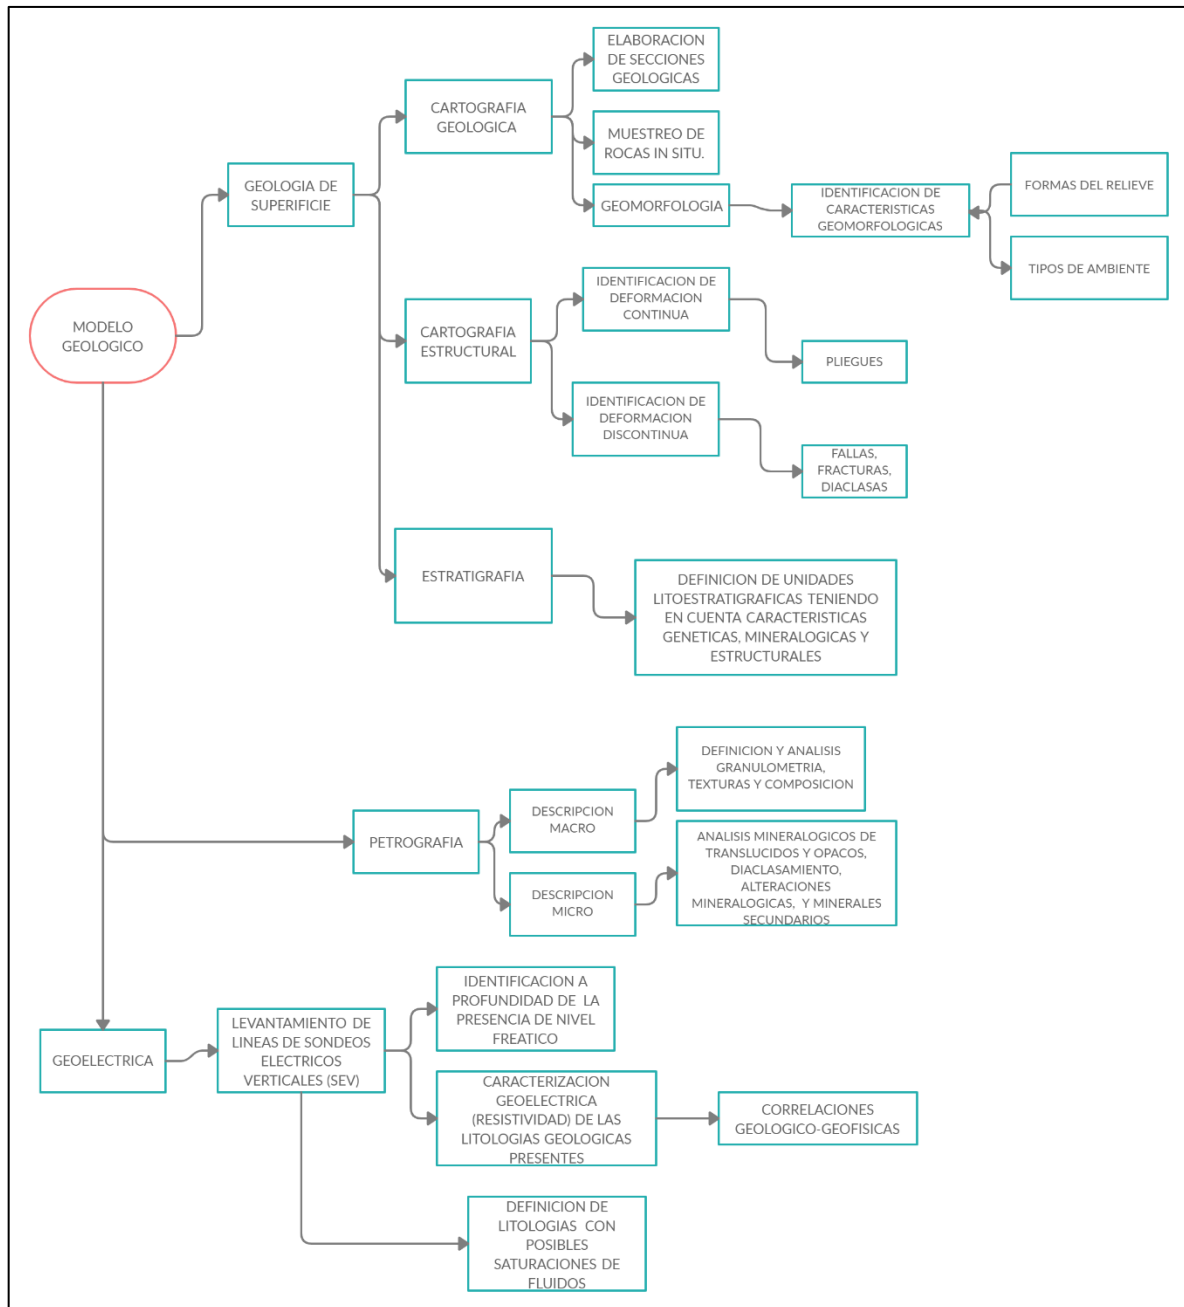 ELABORACION
DE SECCIONES
GEOLOGICAS
CARTOGRAFIA
GEOLOGICA
MUESTREO DE
ROCAS IN SITU.
GEOLOGIA DE
SUPERIFICIE
GEOMORFOLOGIA
IDENTIFICACION DE
CARACTERISTICAS
GEOMORFOLOGICAS
FORMAS DEL RELIEVE
TIPOS DE AMBIENTE
MODELO
GEOLOGICO
CARTOGRAFIA
ESTRUCTURAL
IDENTIFICACION DE
DEFORMACION
CONTINUA
PLIEGUES
IDENTIFICACION DE
DEFORMACION
DISCONTINUA
FALLAS,
FRACTURAS,
DIACLASAS
ESTRATIGRAFIA
DEFINICION DE UNIDADES
LITOESTRATIGRAFICAS TENIENDO
EN CUENTA CARACTERISTICAS
GENETICAS, MINERALOGICAS Y
ESTRUCTURALES
PETROGRAFIA
DESCRIPCION
MACRO
DEFINICION Y ANALISIS
GRANULOMETRIA,
TEXTURAS Y COMPOSICION
DESCRIPCION
MICRO
ANALISIS MINERALOGICOS DE
TRANSLUCIDOS Y OPACOS,
DIACLASAMIENTO,
ALTERACIONES
MINERALOGICAS, Y MINERALES
SECUNDARIOS
GEOELECTRICA
LEVANTAMIENTO DE
LINEAS DE SONDEOS
ELECTRICOS
VERTICALES (SEV)
IDENTIFICACION A
PROFUNDIDAD DE LA
PRESENCIA DE NIVEL
FREATICO
CARACTERIZACION
GEOELECTRICA
(RESISTIVIDAD) DE LAS
LITOLOGIAS GEOLOGICAS
PRESENTES
CORRELACIONES
GEOLOGICO-GEOFISICAS
DEFINICION DE
LITOLOGIAS CON
POSIBLES
SATURACIONES DE
FLUIDOS